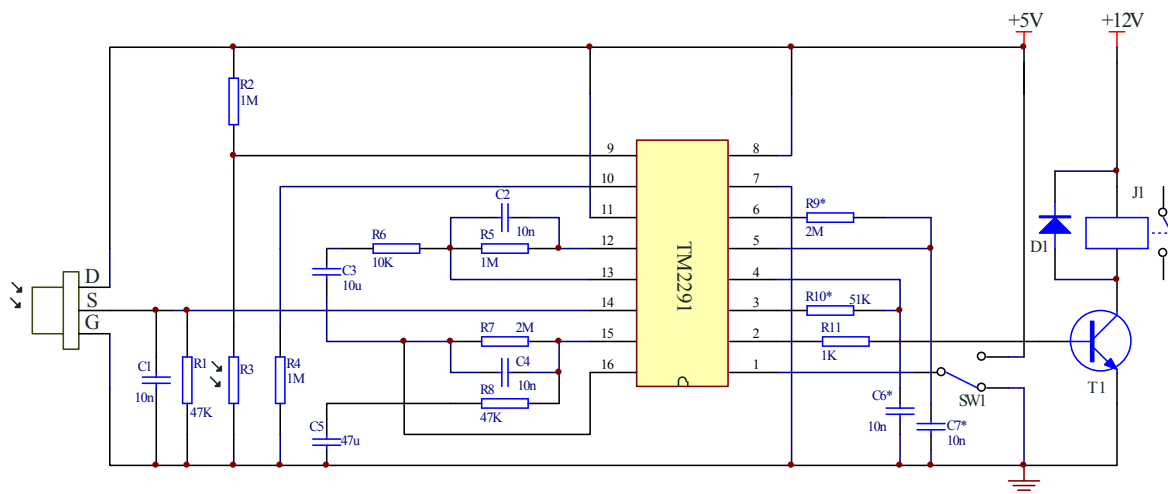 +5V
+12V
R2
1M
9
8
10
7
C2
10n
11
6
R9*
2M
J1
R6
10K
R5
1M
12
5
D1
C3
10u
13
4
D
S
G
TM2291
14
3
R10*
51K
R7
2M
15
2
R11
1K
C1
10n
R1
47K
R3
R4
1M
C4
10n
16
1
SW1
T1
R8
47K
C5
47u
C6*
10n
C7*
10n